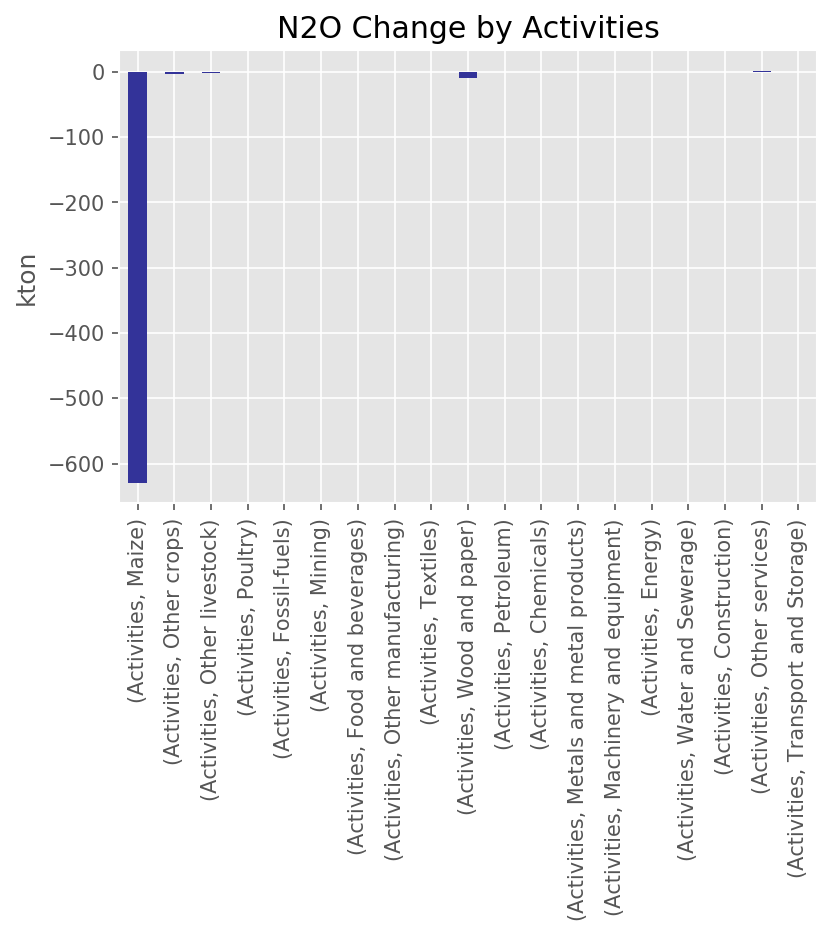 N2O Change by Activities
kton
0
−100
−200
−300
−400
−500
−600
(Activities, Maize)
(Activities, Other crops)
(Activities, Other livestock)
(Activities, Poultry)
(Activities, Fossil-fuels)
(Activities, Mining)
(Activities, Food and beverages)
(Activities, Other manufacturing)
(Activities, Textiles)
(Activities, Wood and paper)
(Activities, Petroleum)
(Activities, Chemicals)
(Activities, Metals and metal products)
(Activities, Machinery and equipment)
(Activities, Energy)
(Activities, Water and Sewerage)
(Activities, Construction)
(Activities, Other services)
(Activities, Transport and Storage)